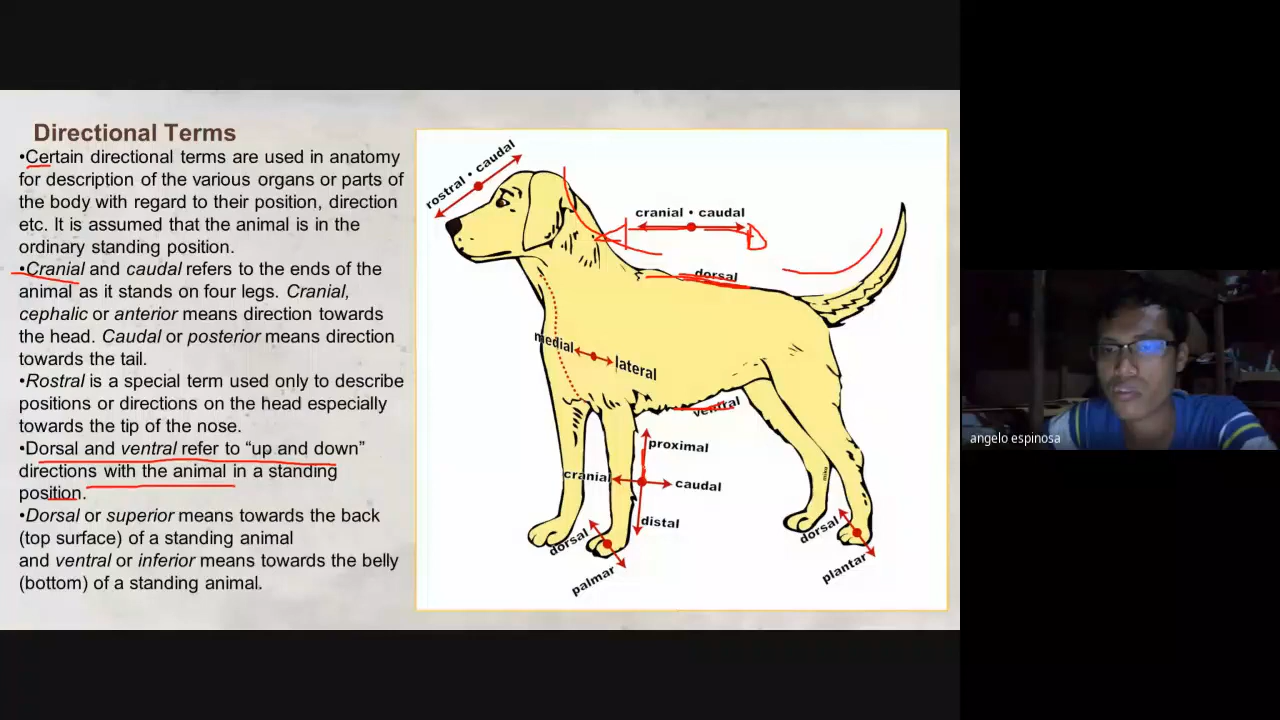 Directional Terms
•Certain directional terms are used in anatomy
for description of the various organs or parts of
the body with regard to their position, direction
etc. It is assumed that the animal is in the
ordinary standing position.
•Cranial and caudal refers to the ends of the
animal as it stands on four legs. Cranial,
cephalic or anterior means direction towards
the head. Caudal or posterior means direction
towards the tail.
•Rostral is a special term used only to describe
positions or directions on the head especially
towards the tip of the nose.
•Dorsal and ventral refer to “up and down”
directions with the animal in a standing
position.
•Dorsal or superior means towards the back
(top surface) of a standing animal
and ventral or inferior means towards the belly
(bottom) of a standing animal.
rostral • caudal
cranial • caudal
dorsal
medial
lateral
ventral
proximal
cranial
caudal
distal
dorsal
palmar
dorsal
plantar
angelo espinosa